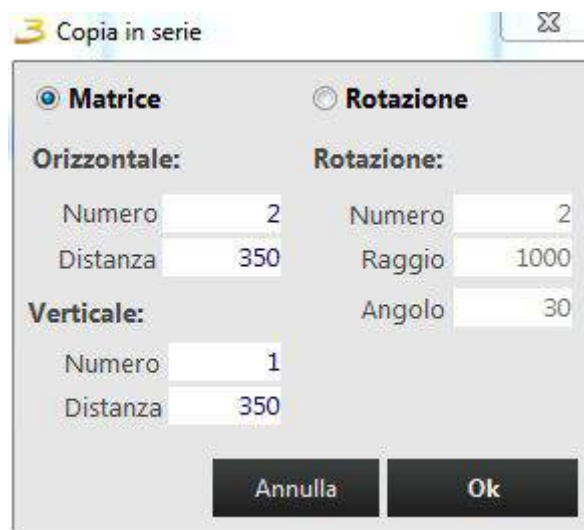 Copia in serie
Matrice
Rotazione
Orizzontale:
Rotazione:
Numero 2
Numero 2
Distanza 350
Raggio 1000
Verticale:
Angolo 30
Numero 1
Distanza 350
Annulla
Ok